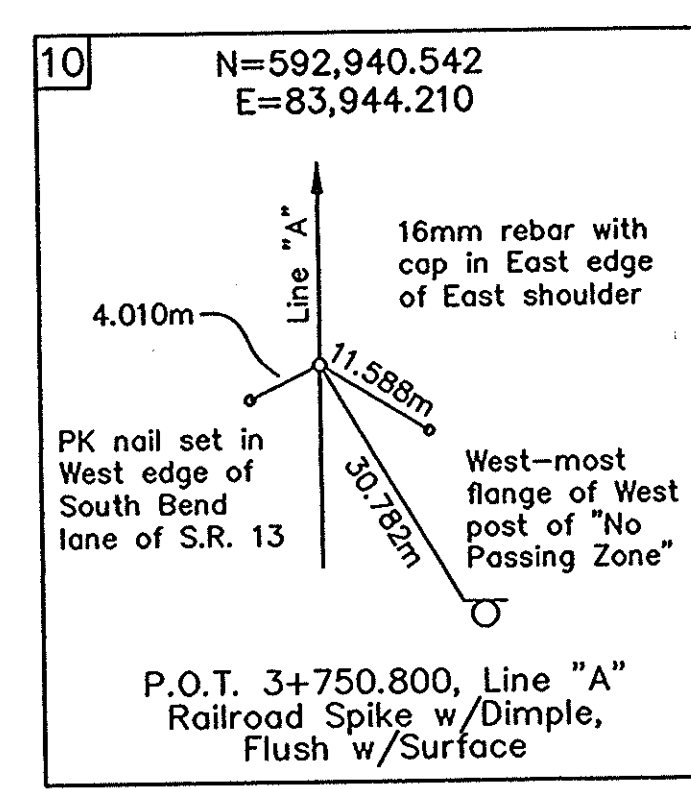 10
N=592,940.542
E=83,944.210
Line "A"
16mm rebar with
cap in East edge
of East shoulder
4.010m
11.588m
30.782m
PK nail set in
West edge of
South Bend
lane of S.R. 13
West-most
flange of West
post of "No
Passing Zone"
P.O.T. 3+750.800, Line "A"
Railroad Spike w/Dimple,
Flush w/Surface